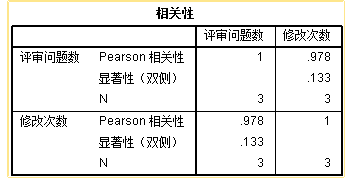 相关性
评审问题数 修改次数
评审问题数 Pearson 相关性 1 .978
显著性（双侧） .133
N 3 3
修改次数 Pearson 相关性 .978 1
显著性（双侧） .133
N 3 3